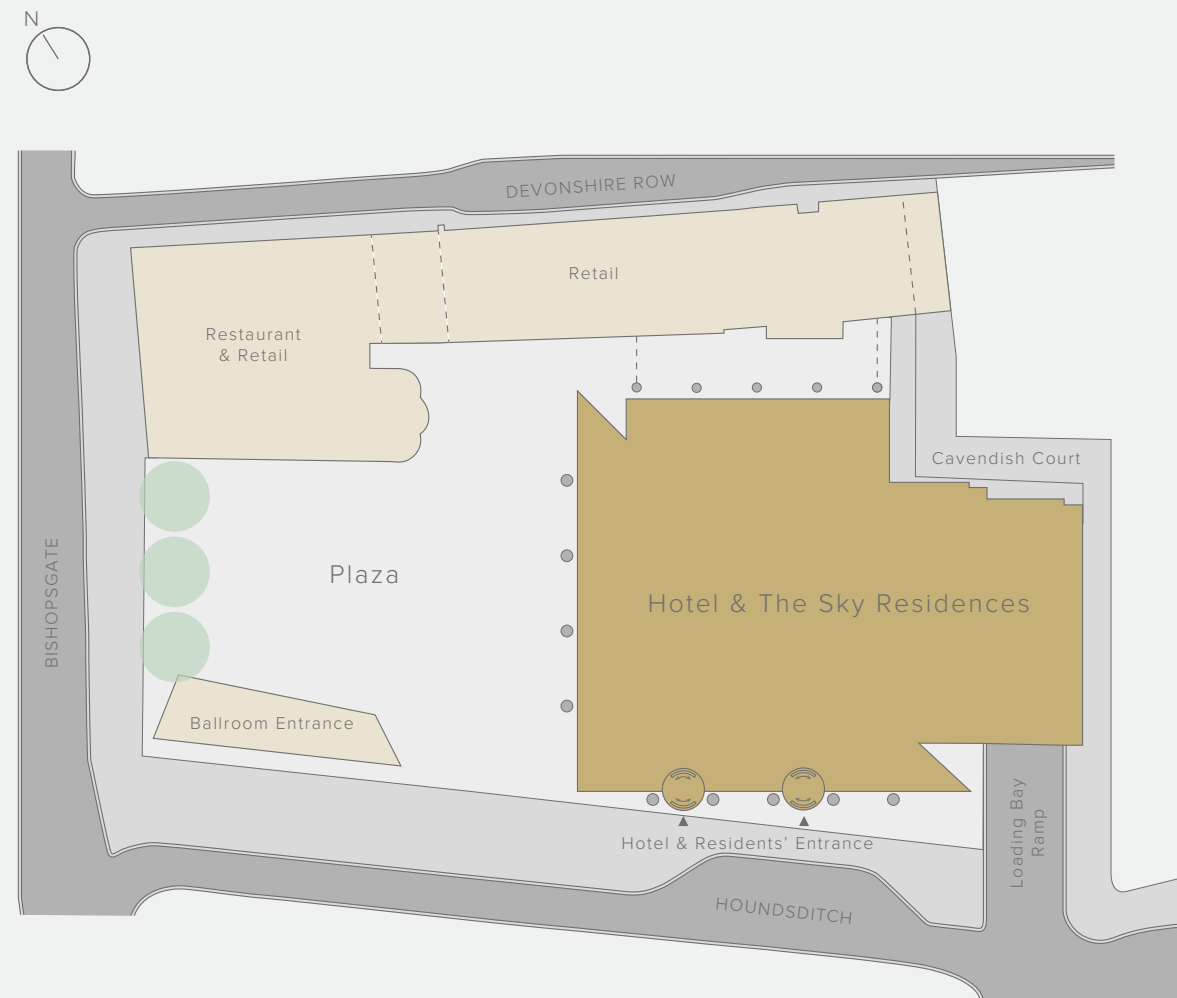 N
DEVONSHIRE ROW
Retail
Restaurant
& Retail
Cavendish Court
BISHOPSGATE
Plaza
Hotel & The Sky Residences
Ballroom Entrance
Hotel & Residents’ Entrance
Loading Bay
Ramp
HOUNDSDITCH